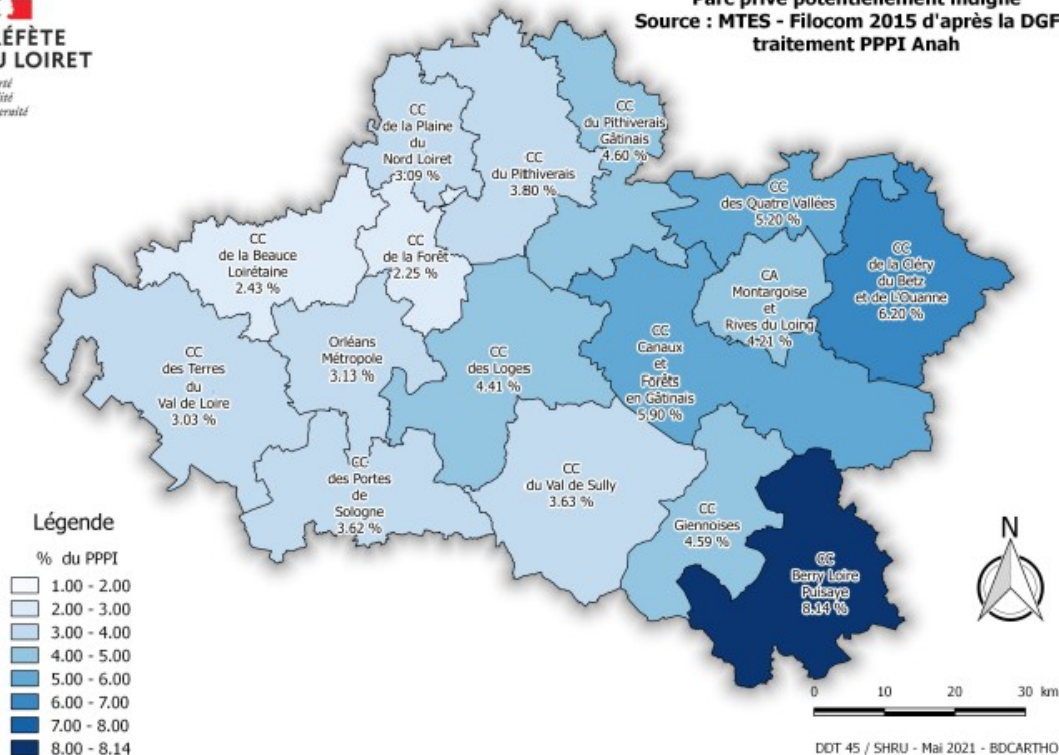 Parc privé potentiellement indigne
Source : MTES - Filocom 2015 d'après la DGF
traitement PPPI Anah
ÉFÈTE
U LOIRET
CC
de la Plaine
du
Nord Loiret
3.09 %
CC
du Pithiverais
3.80 %
CC
du Pithiverais
Gâtinais
4.60 %
CC
des Quatre Vallées
5.20 %
CC
de la Cléry
du Betz
et de L'Ouanne
6.20 %
CC
de la Beauce
Loirétaine
2.43 %
CC
de la Forêt
2.25 %
CA
Montargoise
et
Rives du Loing
4.21 %
CC
des Terres
du
Val de Loire
3.03 %
Orléans
Métropole
3.13 %
CC
des Loges
4.41 %
CC
Canaux
et
Forêts
en Gâtinais
5.90 %
CC
des Portes
de
Sologne
3.62 %
CC
du Val de Sully
3.63 %
CC
Giennoises
4.59 %
CC
Berry Loire
Puisaye
8.14 %
Légende
% du PPPI
1.00 - 2.00
2.00 - 3.00
3.00 - 4.00
4.00 - 5.00
5.00 - 6.00
6.00 - 7.00
7.00 - 8.00
8.00 - 8.14
N
0 10 20 30 km
DDT 45 / SHRU - Mai 2021 - BDCARTHO